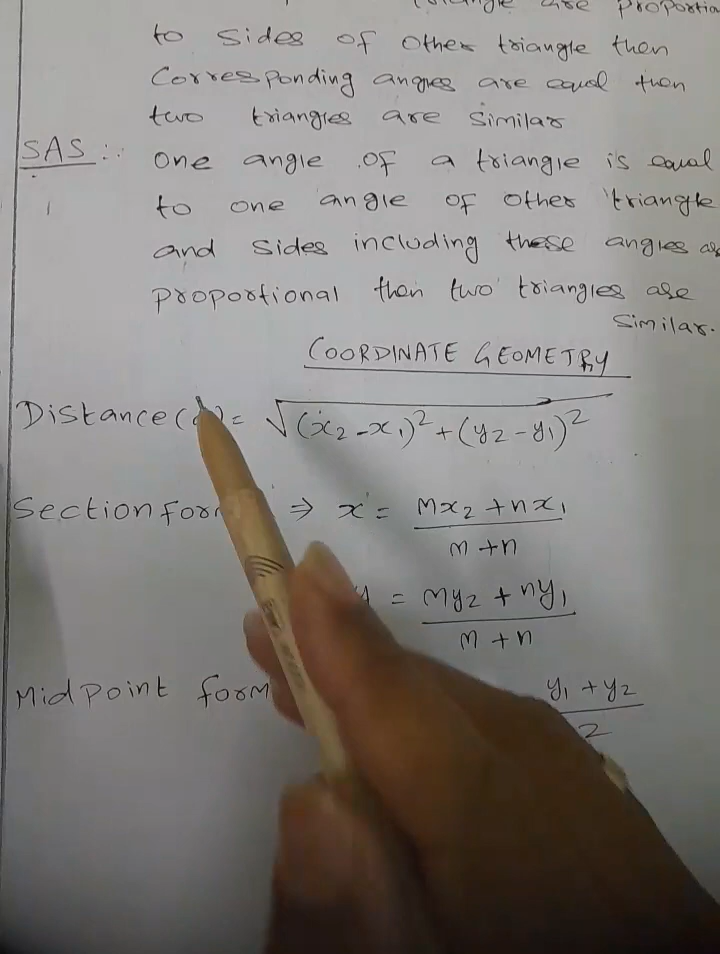 are proportio
to sides of other triangle then
Corresponding angles are equal then
two triangles are similar
SAS :- One angle of a triangle is equal
to one angle of other triangle
and sides including these angles are
proportional then two triangles are
similar.
COORDINATE GEOMETRY
Distance (d) = √(x₂-x₁)² + (y₂-y₁)²
Section for ⇒ x = mx₂ + nx₁ / m+n
y = my₂ + ny₁ / m+n
Midpoint form y₁ + y₂ / 2